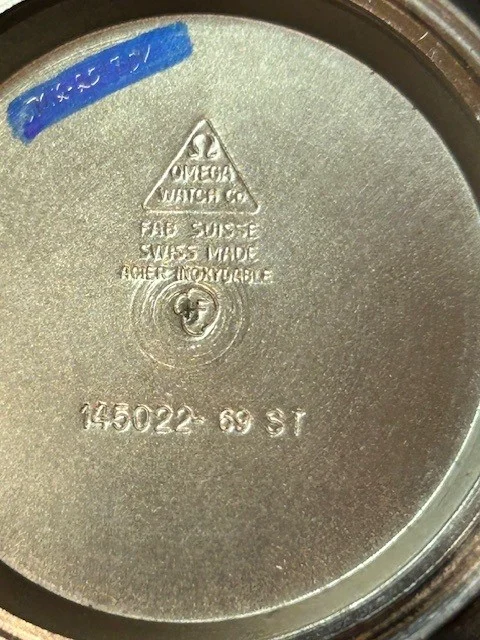 Ω
OMEGA
WATCH Co
FAB SUISSE
SWISS MADE
ACIER INOXYDABLE
145022-69 ST